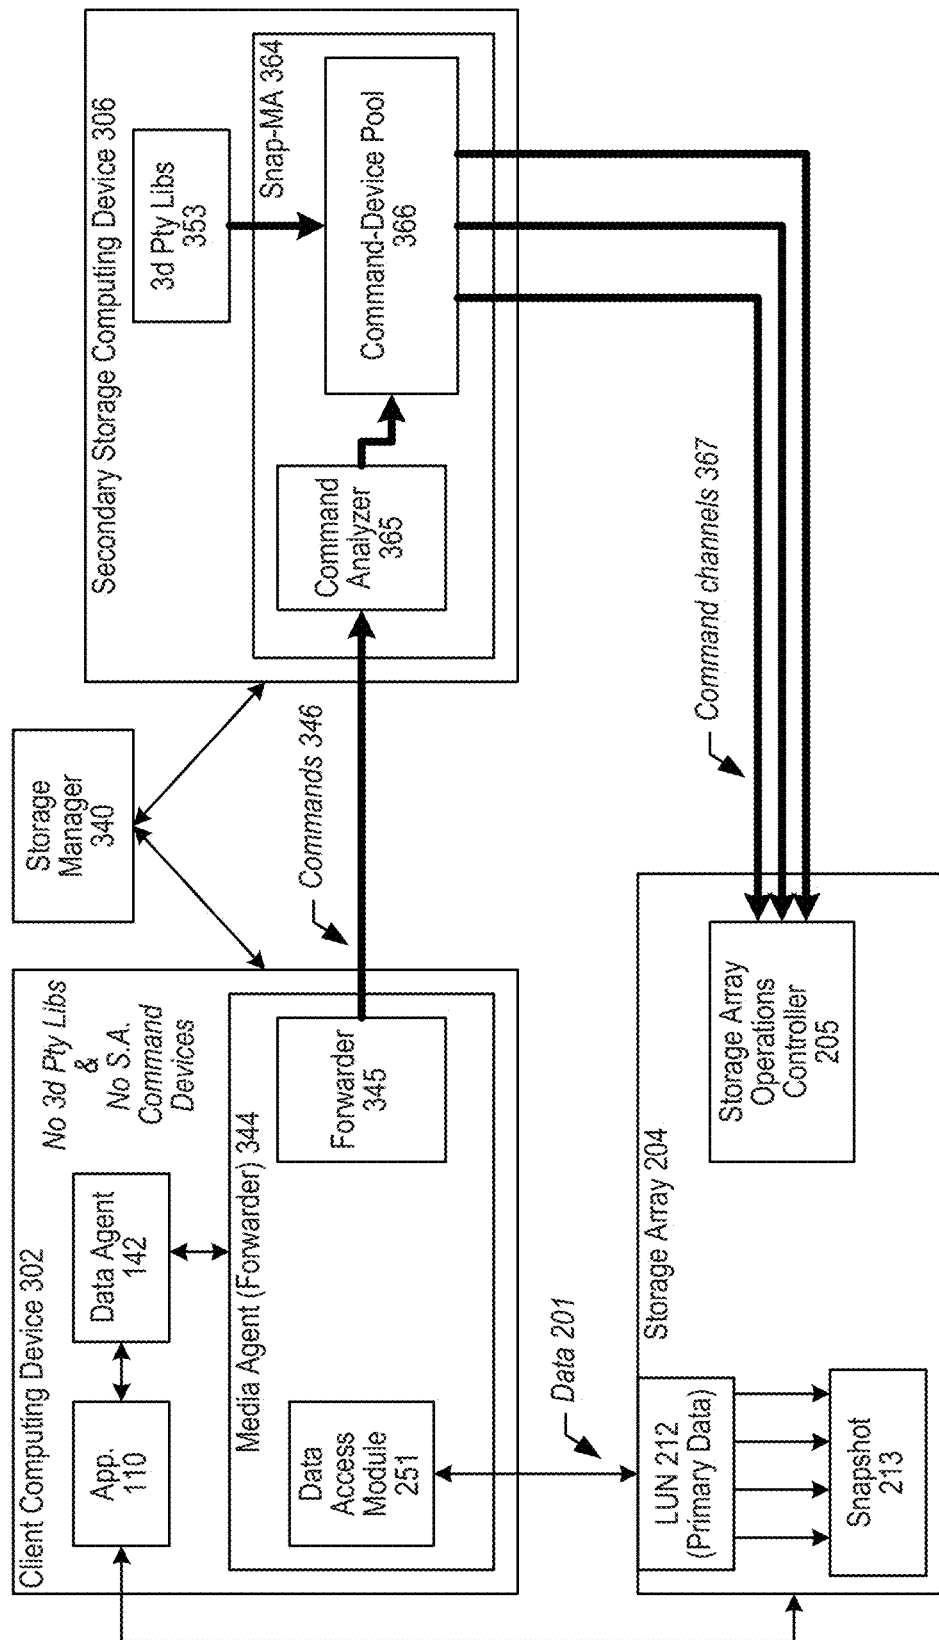 Client Computing Device 302
App.
110
Data Agent
142
No 3d Pty Libs
&
No S.A.
Command
Devices
Media Agent (Forwarder) 344
Data
Access
Module
251
Forwarder
345
Storage
Manager
340
Commands 346
Secondary Storage Computing Device 306
3d Pty Libs
353
Snap-MA 364
Command
Analyzer
365
Command-Device Pool
366
Data 201
Command channels 367
Storage Array 204
LUN 212
(Primary Data)
Snapshot
213
Storage Array
Operations
Controller
205